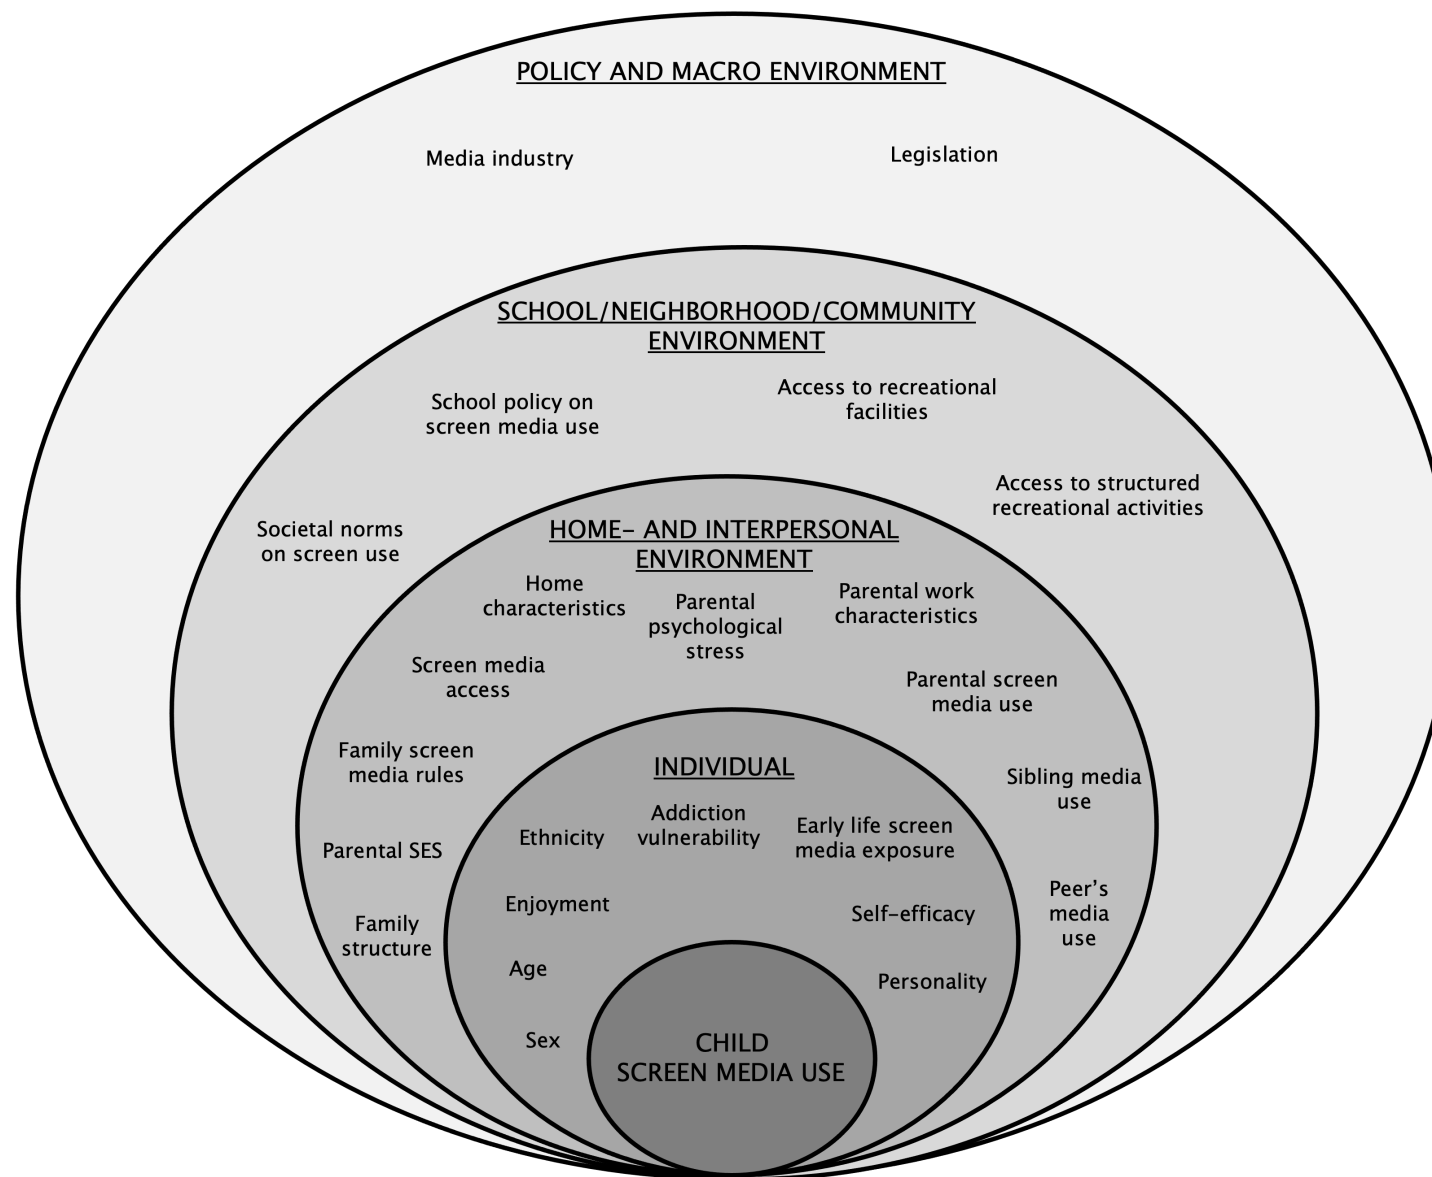 POLICY AND MACRO ENVIRONMENT
Media industry
Legislation
SCHOOL/NEIGHBORHOOD/COMMUNITY
ENVIRONMENT
School policy on
screen media use
Access to recreational
facilities
Societal norms
on screen use
Access to structured
recreational activities
HOME- AND INTERPERSONAL
ENVIRONMENT
Home
characteristics
Parental
psychological
stress
Parental work
characteristics
Screen media
access
Parental screen
media use
Family screen
media rules
Sibling media
use
Parental SES
Peer's
media
use
Family
structure
INDIVIDUAL
Ethnicity
Addiction
vulnerability
Early life screen
media exposure
Enjoyment
Self-efficacy
Age
Personality
Sex
CHILD
SCREEN MEDIA USE